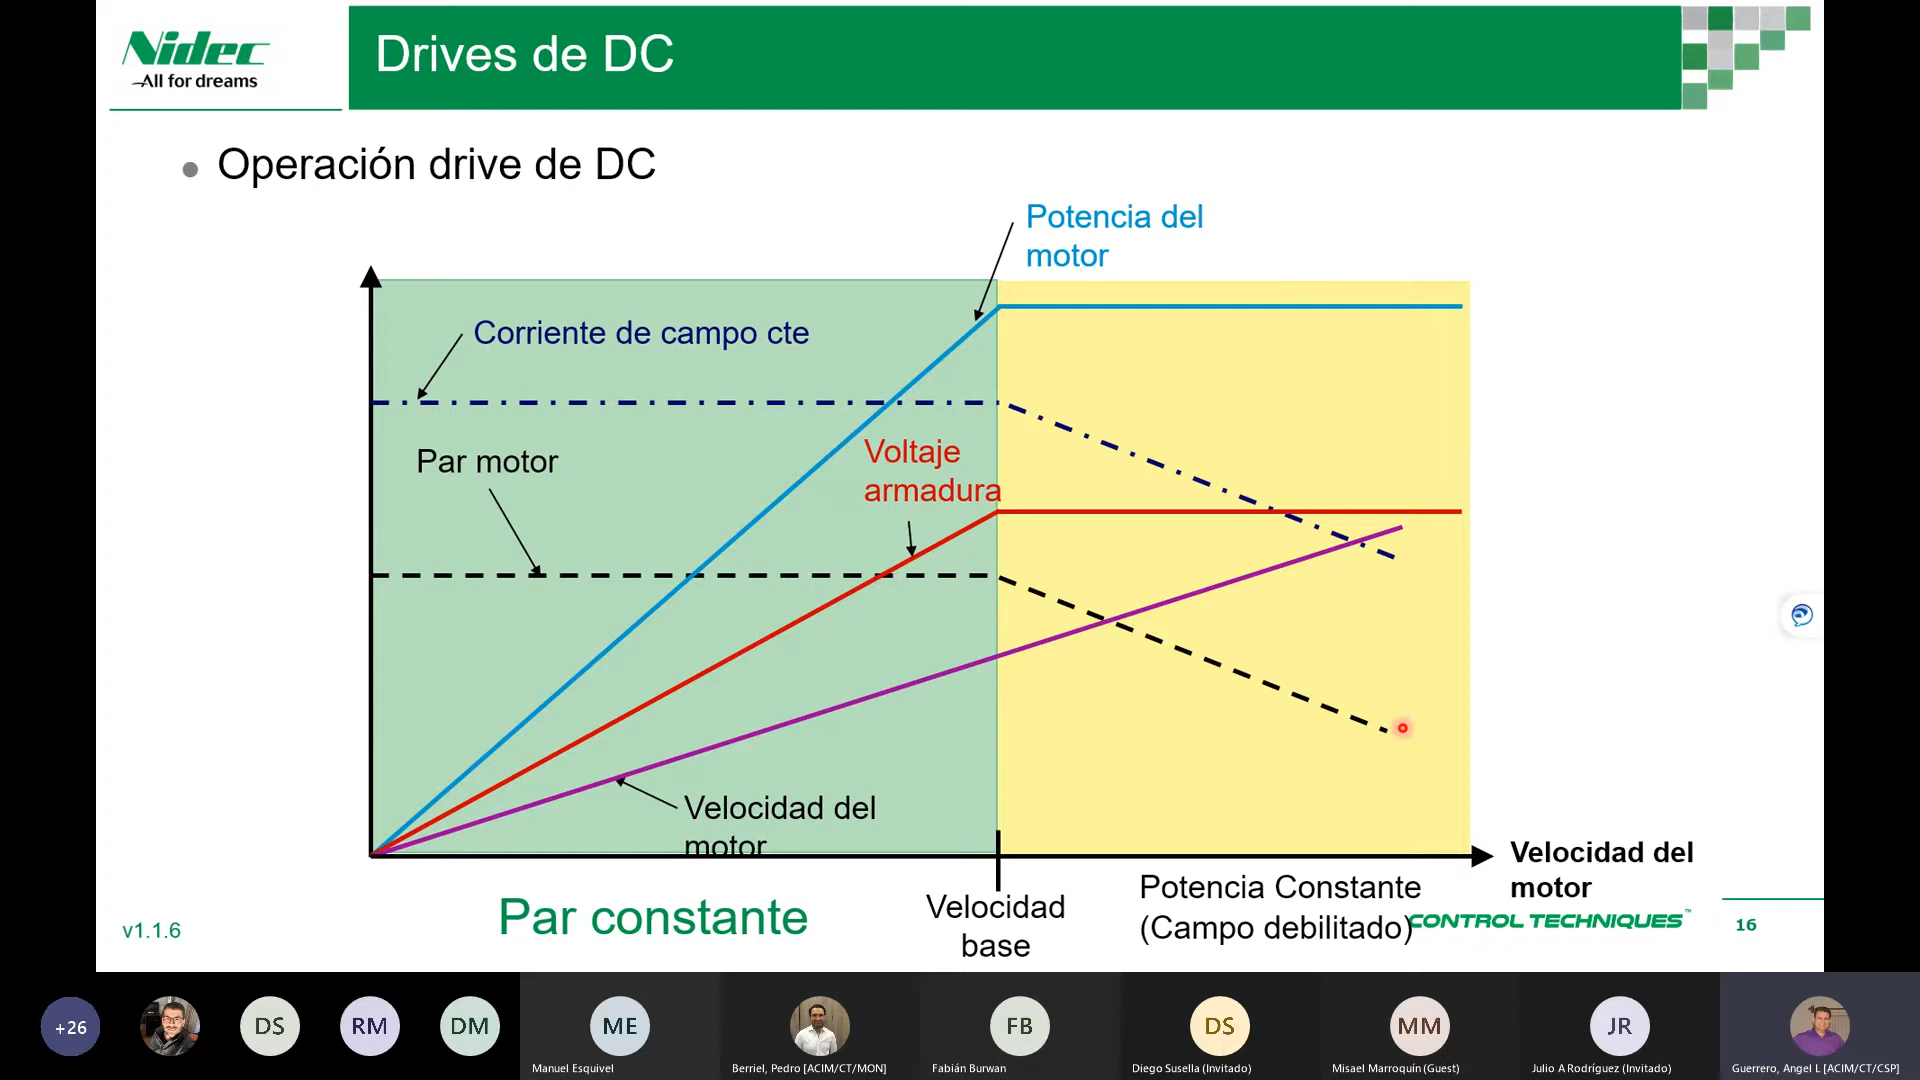 Nidec
All for dreams
Drives de DC
Operación drive de DC
Potencia del
motor
Corriente de campo cte
Par motor
Voltaje
armadura
Velocidad del
motor
Velocidad del
motor
Par constante
Velocidad
base
Potencia Constante
(Campo debilitado)
CONTROL TECHNIQUES™
v1.1.6
16
+26
DS
RM
DM
ME
FB
DS
MM
JR
Manuel Esquivel
Berriel, Pedro [ACIM/CT/MON]
Fabián Burwan
Diego Susella (Invitado)
Misael Marroquín (Guest)
Julio A Rodríguez (Invitado)
Guerrero, Angel L [ACIM/CT/CSP]